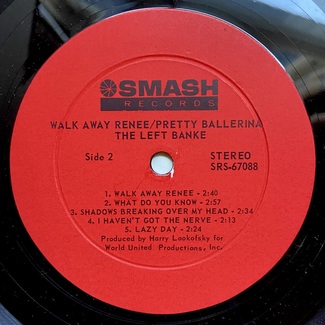 SMASH
RECORDS
WALK AWAY RENEE/PRETTY BALLERINA
THE LEFT BANKE
Side 2
STEREO
SRS-67088
1. WALK AWAY RENEE - 2:40
2. WHAT DO YOU KNOW - 2:57
3. SHADOWS BREAKING OVER MY HEAD - 2:34
4. I HAVEN'T GOT THE NERVE - 2:13
5. LAZY DAY - 2:24
Produced by Harry Lookofsky for
World United Productions, Inc.